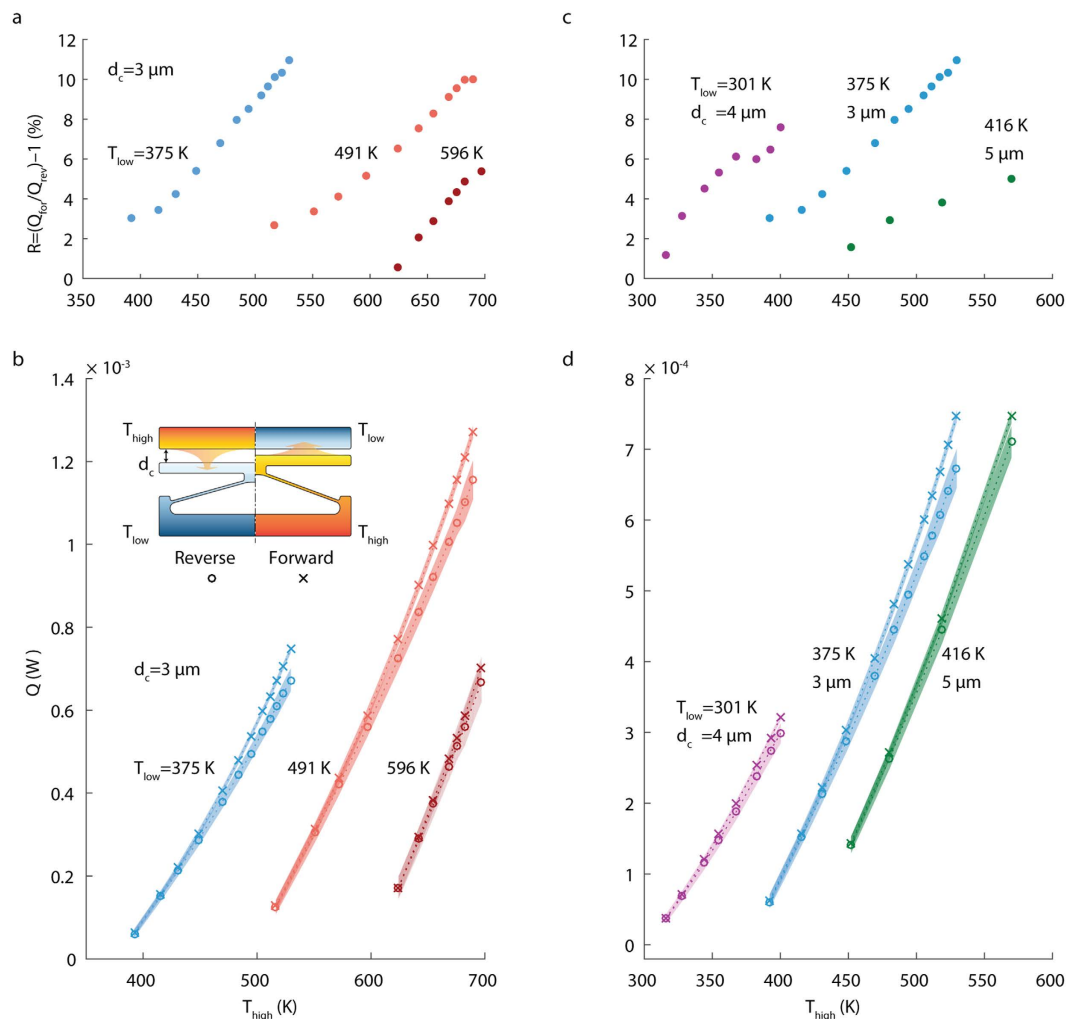 a
12
10
8
6
4
2
0
R=(Q_for/Q_rev)−1 (%)
d_c=3 μm
T_low=375 K
491 K
596 K
350 400 450 500 550 600 650 700
c
12
10
8
6
4
2
0
T_low=301 K
d_c =4 μm
375 K
3 μm
416 K
5 μm
300 350 400 450 500 550 600
b
× 10⁻³
1.4
1.2
1
0.8
0.6
0.4
0.2
0
Q (W)
T_high
T_low
d_c
T_low
T_high
Reverse Forward
d_c=3 μm
T_low=375 K
491 K
596 K
400 500 600 700
T_high (K)
d
× 10⁻⁴
8
6
4
2
0
375 K
3 μm
416 K
5 μm
T_low=301 K
d_c =4 μm
300 350 400 450 500 550 600
T_high (K)